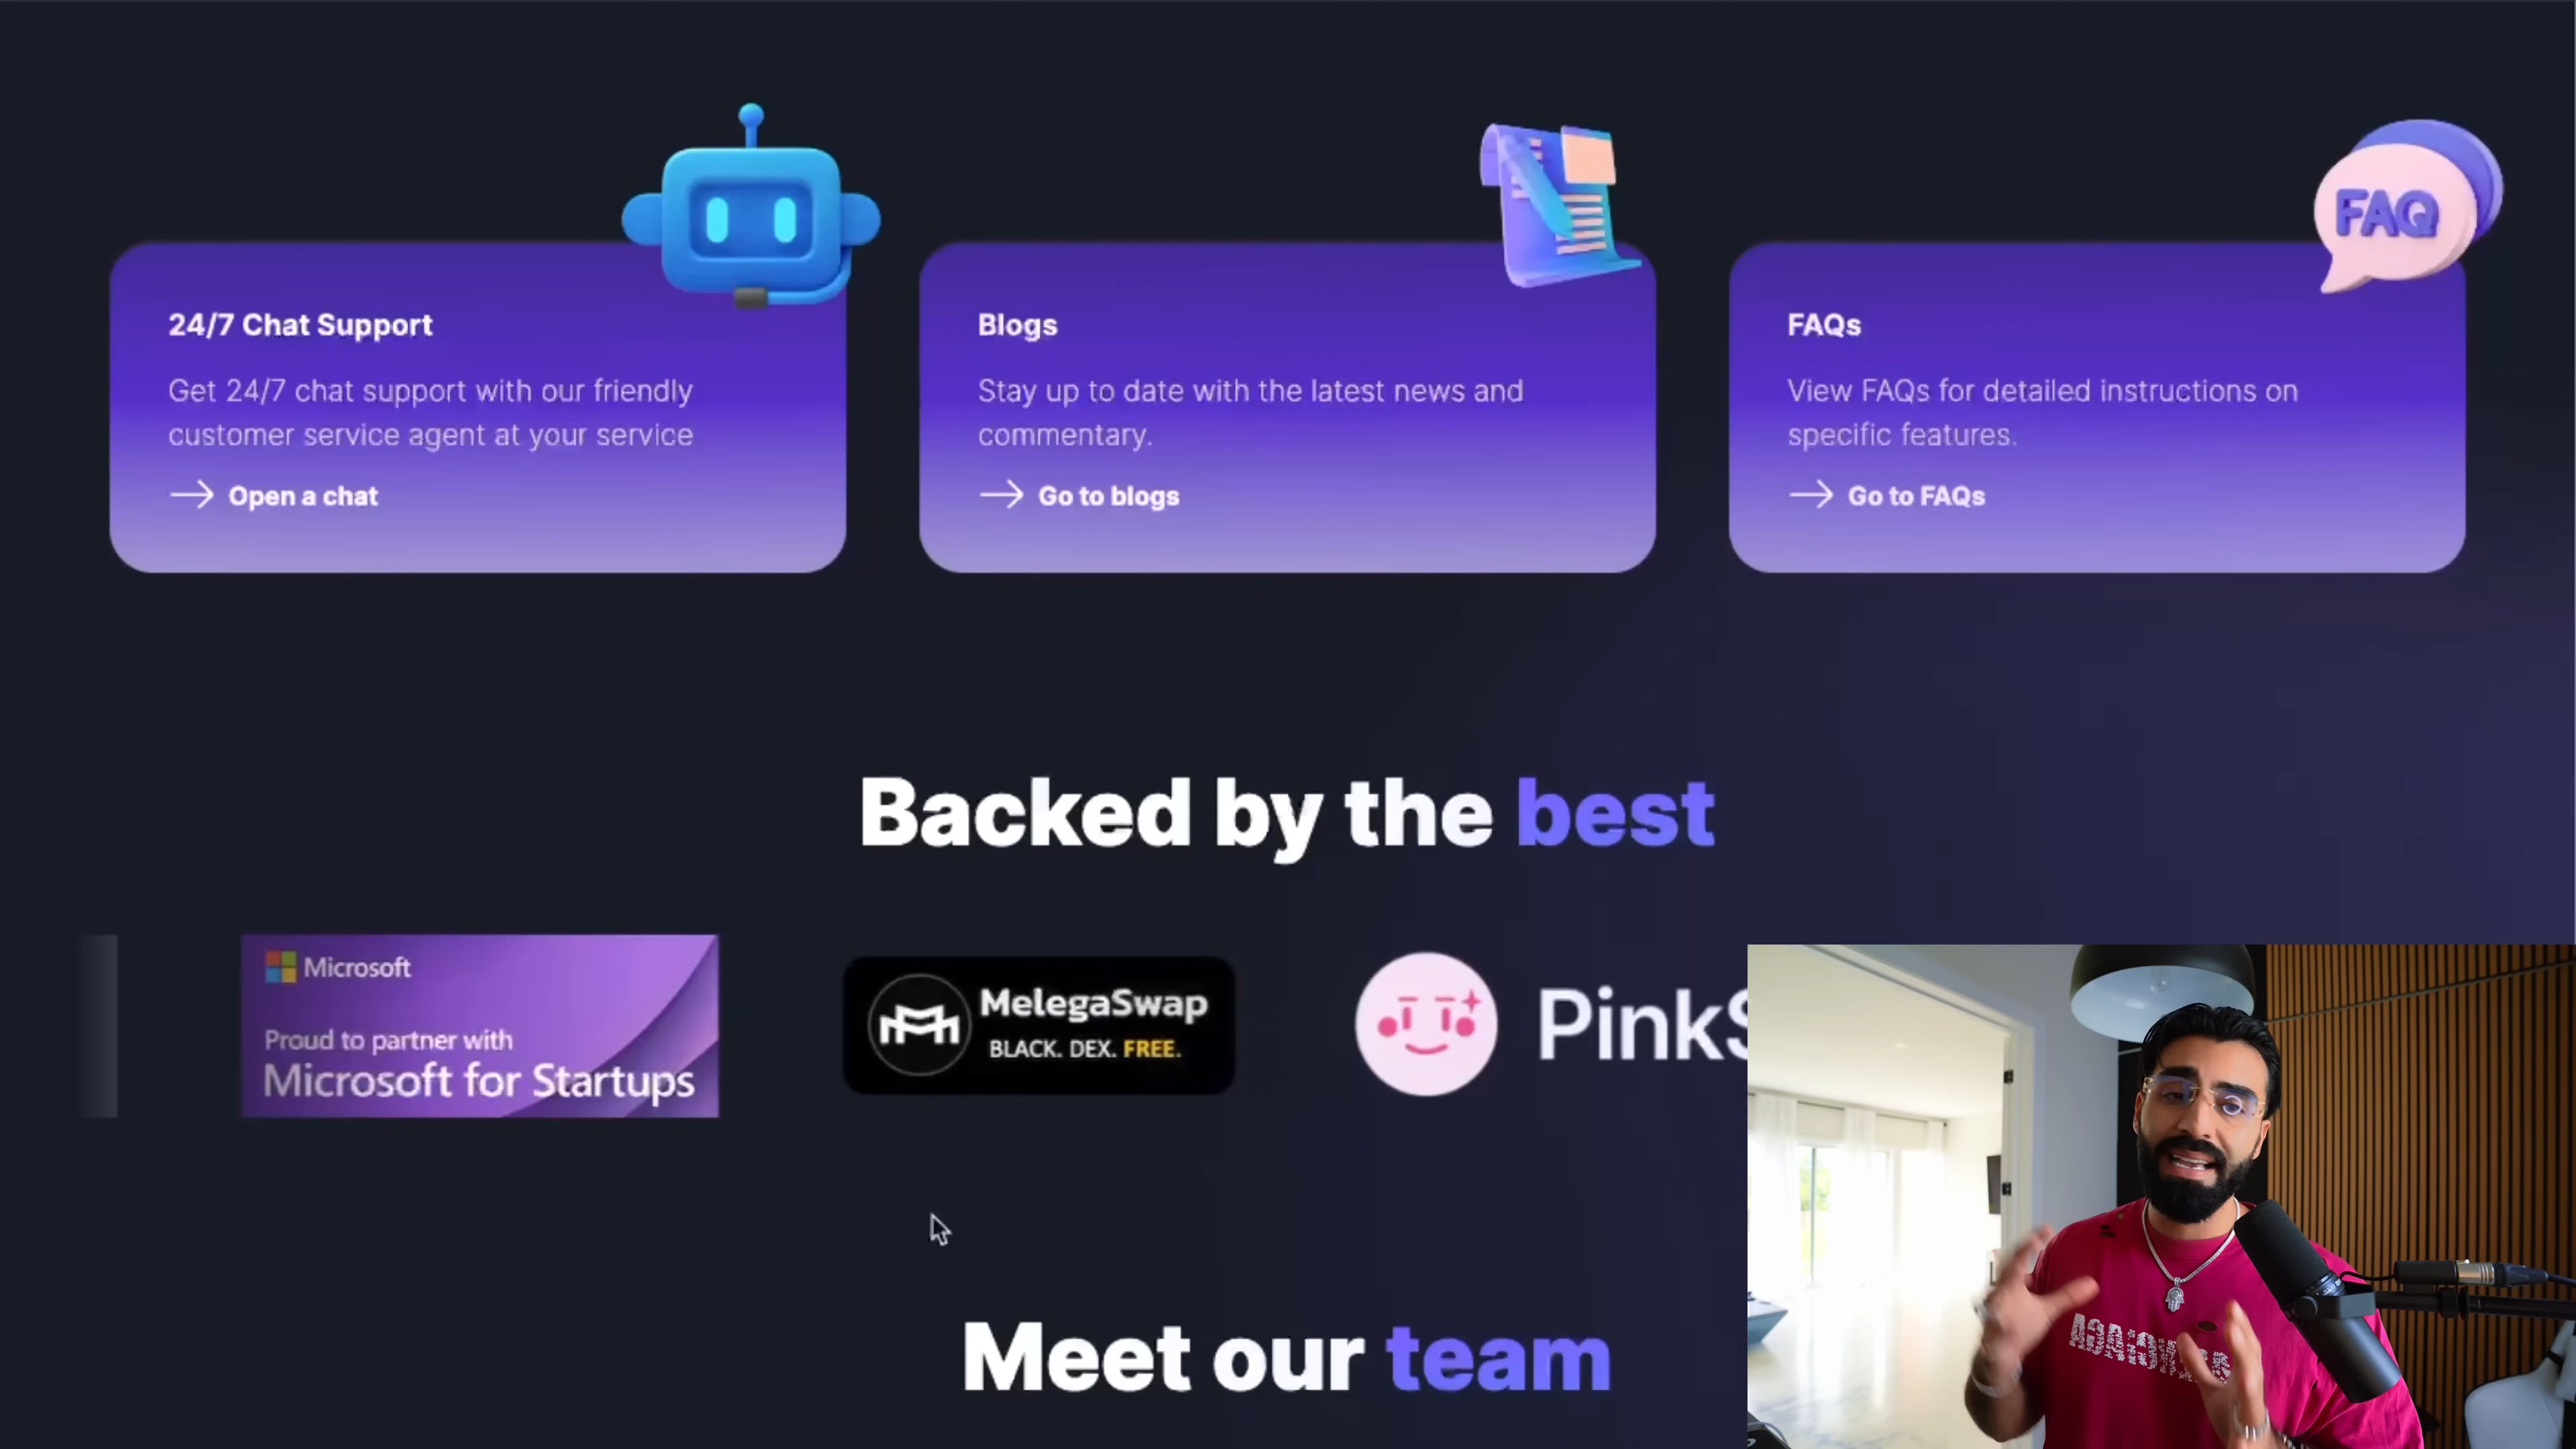 FAQ
24/7 Chat Support
Get 24/7 chat support with our friendly
customer service agent at your service
Open a chat
Blogs
Stay up to date with the latest news and
commentary.
Go to blogs
FAQs
View FAQs for detailed instructions on
specific features.
Go to FAQs
Backed by the best
Microsoft
Proud to partner with
Microsoft for Startups
MelegaSwap
BLACK. DEX. FREE.
PinkS
Meet our team